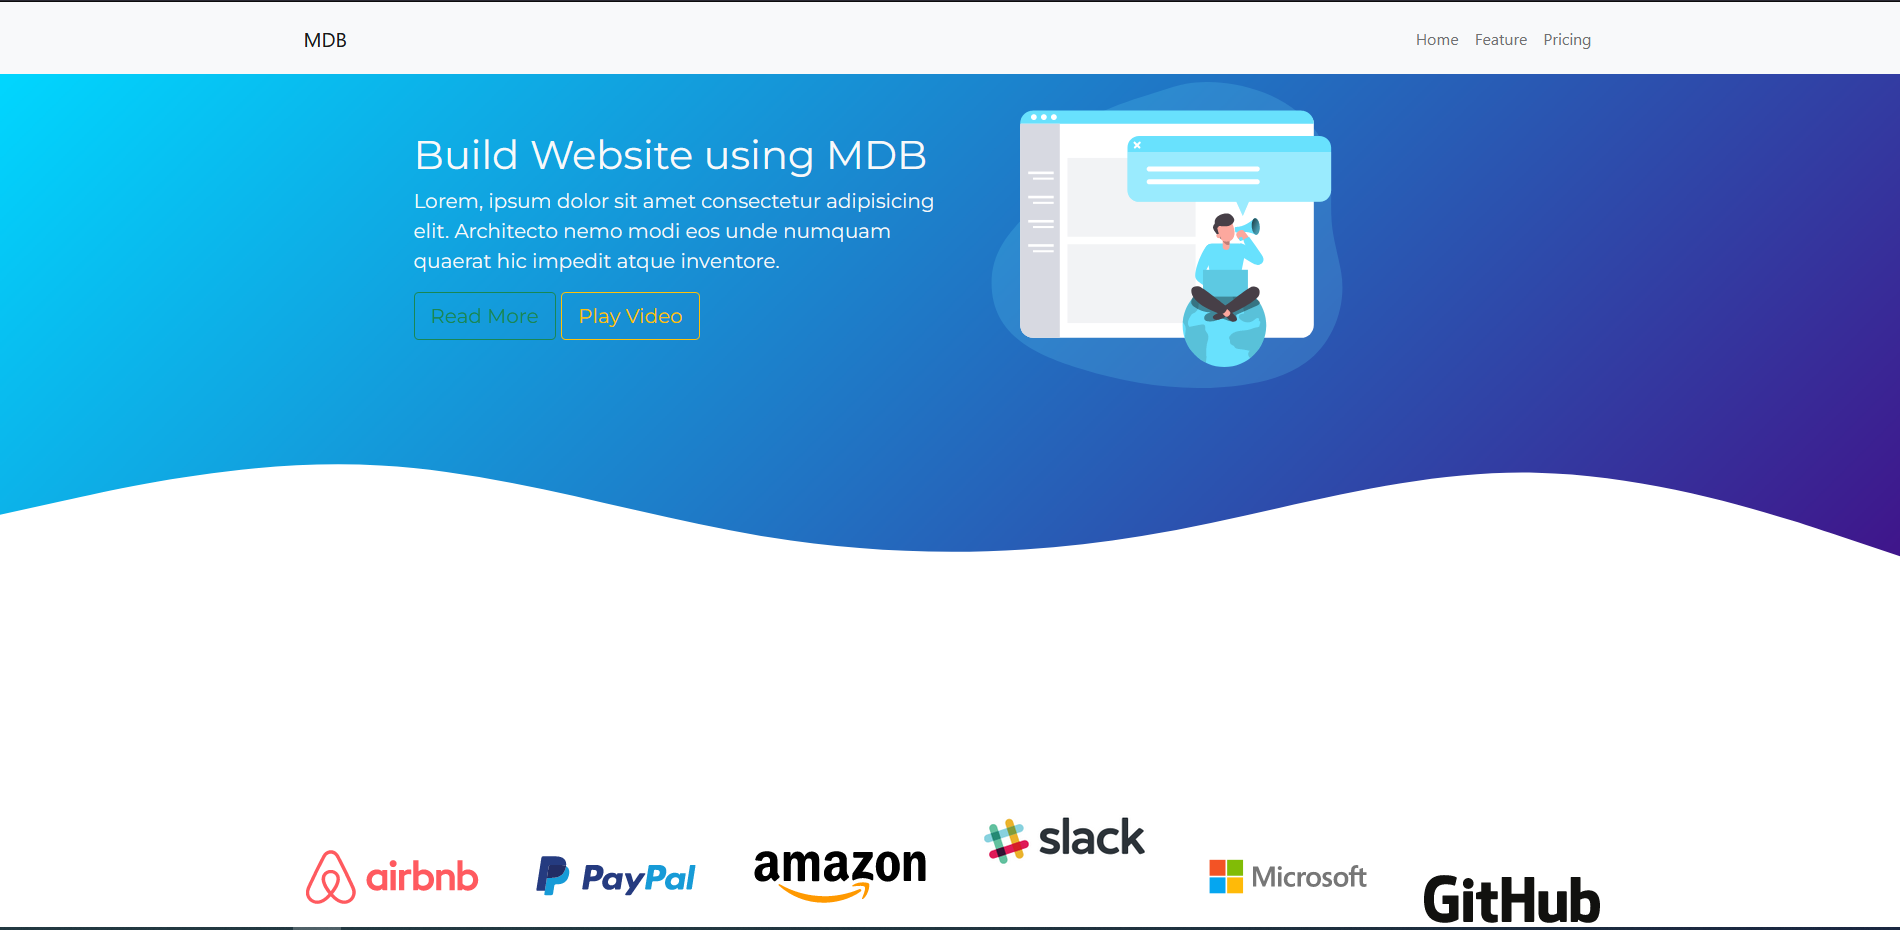 MDB
Home Feature Pricing
Build Website using MDB
Lorem, ipsum dolor sit amet consectetur adipisicing
elit. Architecto nemo modi eos unde numquam
quaerat hic impedit atque inventore.
Read More Play Video
airbnb PayPal amazon slack Microsoft GitHub